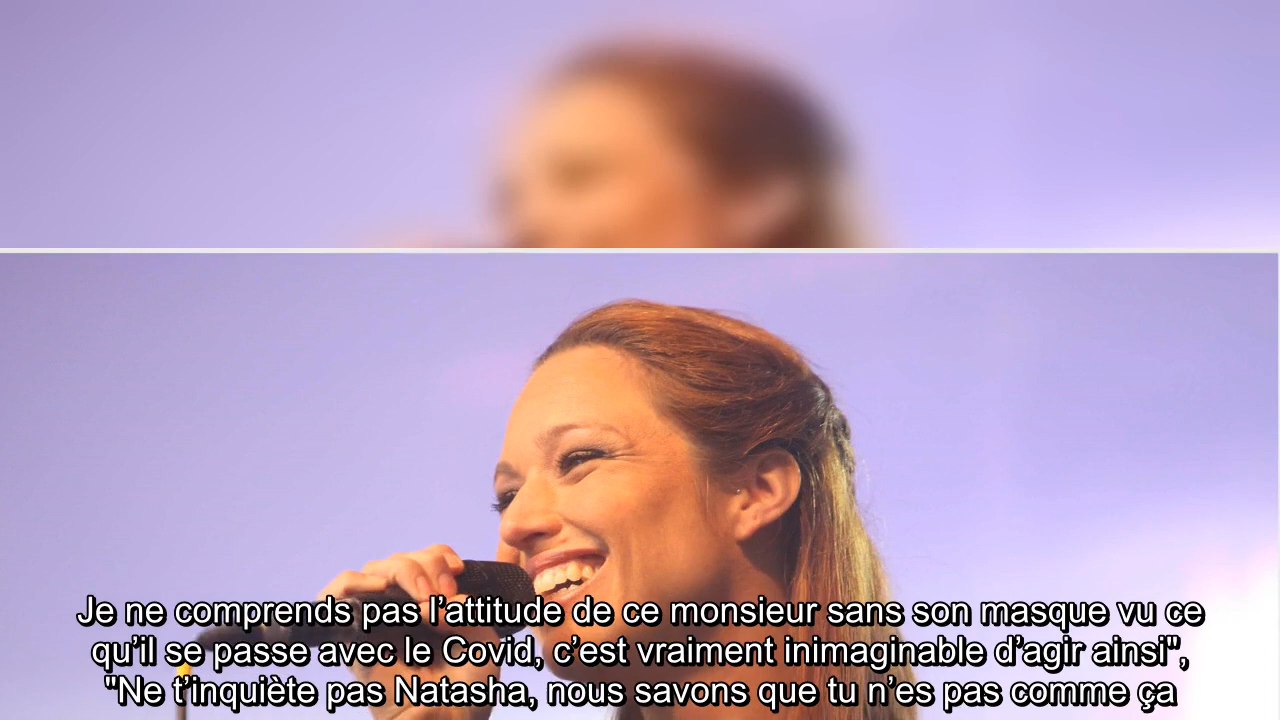 Je ne comprends pas l’attitude de ce monsieur sans son masque vu ce
qu’il se passe avec le Covid, c’est vraiment inimaginable d’agir ainsi",
"Ne t’inquiète pas Natasha, nous savons que tu n’es pas comme ça